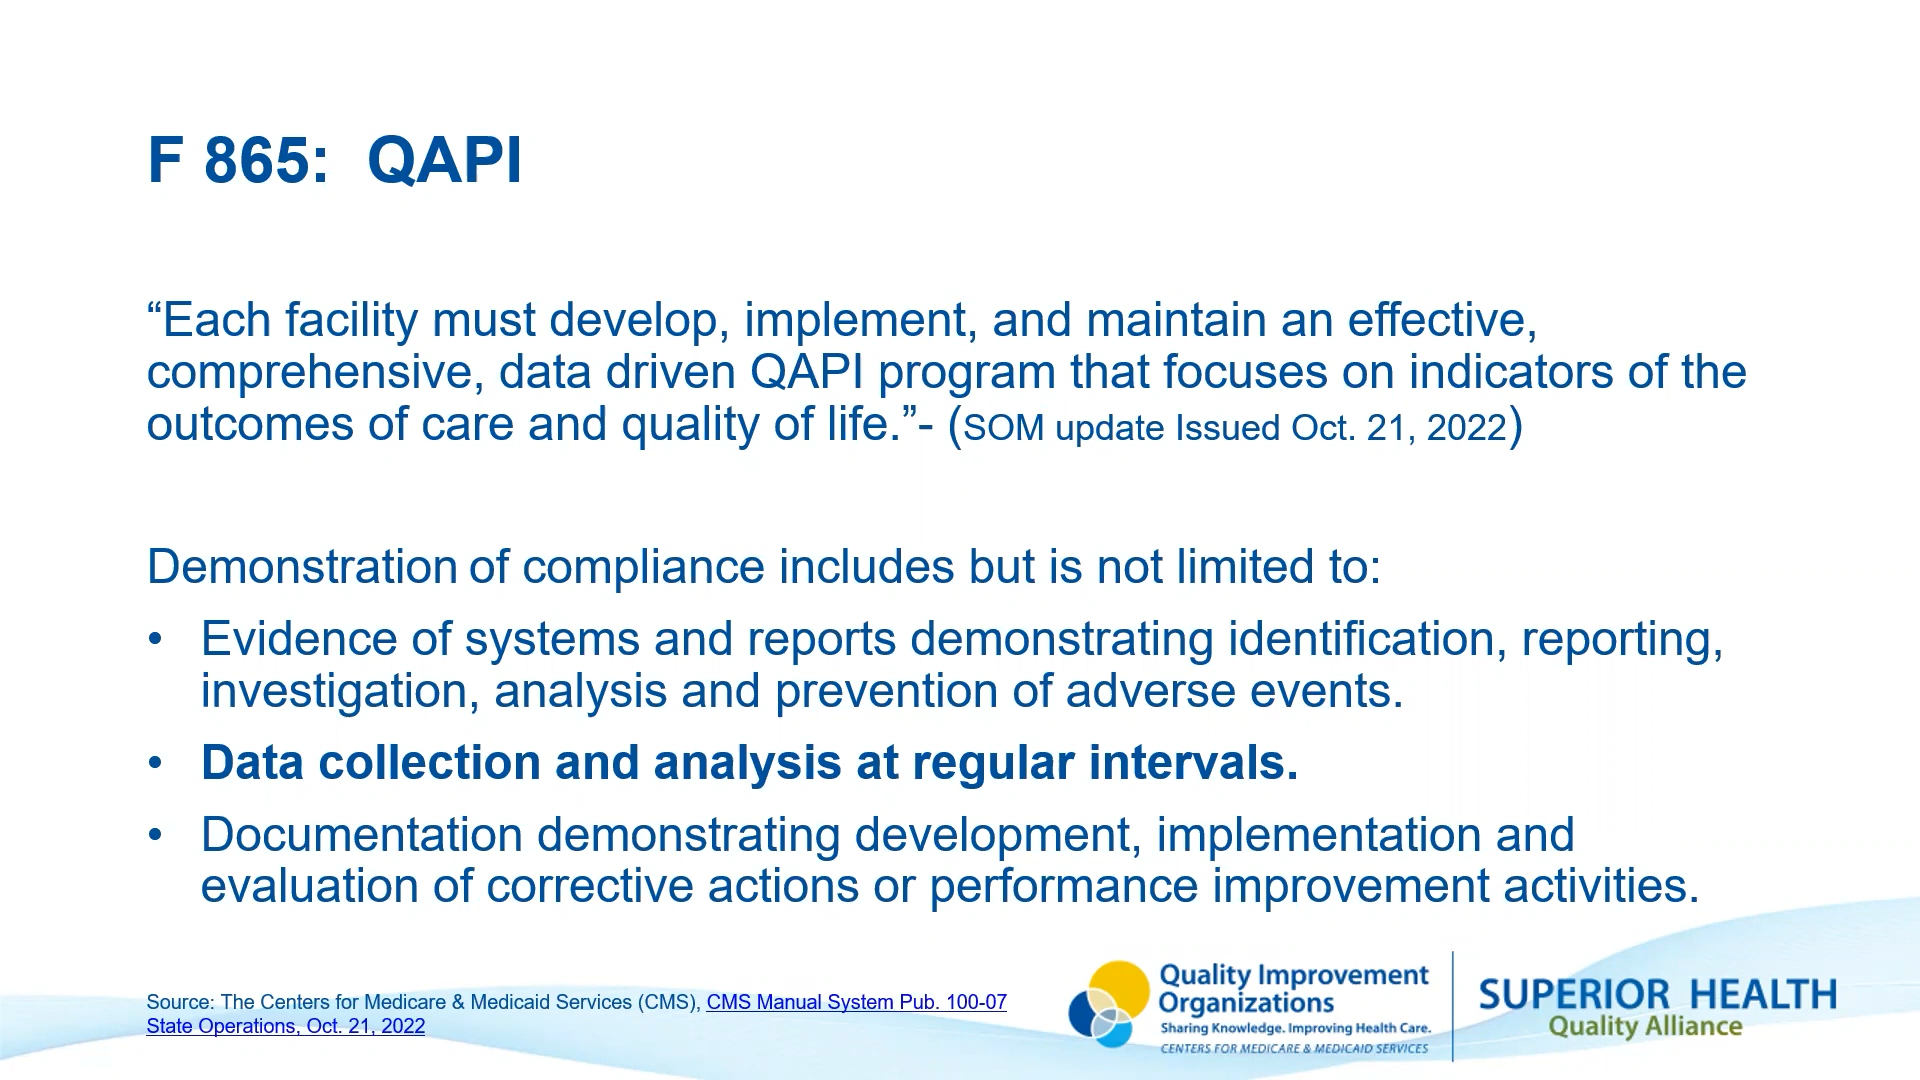 F 865:  QAPI
“Each facility must develop, implement, and maintain an effective,
comprehensive, data driven QAPI program that focuses on indicators of the
outcomes of care and quality of life.”- (SOM update Issued Oct. 21, 2022)
Demonstration of compliance includes but is not limited to:
• Evidence of systems and reports demonstrating identification, reporting,
investigation, analysis and prevention of adverse events.
• Data collection and analysis at regular intervals.
• Documentation demonstrating development, implementation and
evaluation of corrective actions or performance improvement activities.
Source: The Centers for Medicare & Medicaid Services (CMS), CMS Manual System Pub. 100-07
State Operations, Oct. 21, 2022
Quality Improvement
Organizations
Sharing Knowledge. Improving Health Care.
CENTERS FOR MEDICARE & MEDICAID SERVICES
SUPERIOR HEALTH
Quality Alliance